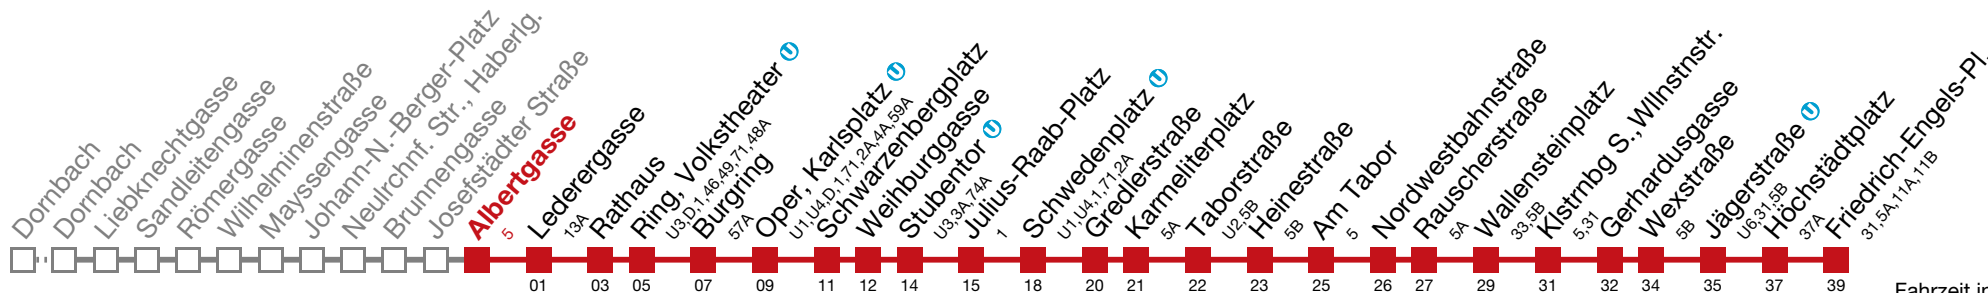 Dornbach
Dornbach
Liebknechtgasse
Sandleitengasse
Römergasse
Wilhelminenstraße
Mayssengasse
Johann-N.-Berger-Platz
Neulrchnf. Str., Haberlg.
Brunnengasse
Josefstädter Straße
Albertgasse
5
Lederergasse
13A
Rathaus
Ring, Volkstheater U
U3,D,1,46,49,71,48A
Burgring
57A
Oper, Karlsplatz U
U1,U4,D,1,71,2A,4A,59A
Schwarzenbergplatz
Weihburggasse
Stubentor U
U3,3A,74A
Julius-Raab-Platz
1
Schwedenplatz U
U1,U4,1,71,2A
Gredlerstraße
Karmeliterplatz
5A
Taborstraße
U2,5B
Heinestraße
5B
Am Tabor
5
Nordwestbahnstraße
Rauscherstraße
5A
Wallensteinplatz
33,5B
Klstrnbg S., Wllnstnstr.
5,31
Gerhardusgasse
Wexstraße
5B
Jägerstraße U
U6,31,5B
Höchstädtplatz
37A
Friedrich-Engels-Pl.
31,5A,11A,11B
01 03 05 07 09 11 12 14 15 18 20 21 22 23 25 26 27 29 31 32 34 35 37 39
Fahrzeit in